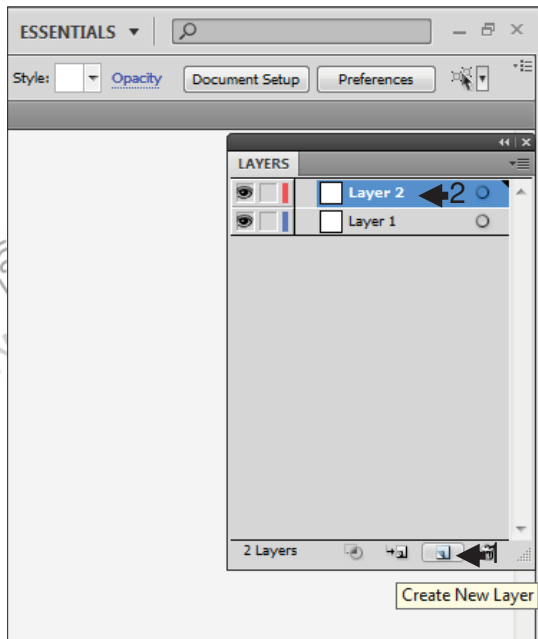 ESSENTIALS
Style: Opacity Document Setup Preferences
LAYERS
Layer 2 2
Layer 1
2 Layers 1
Create New Layer